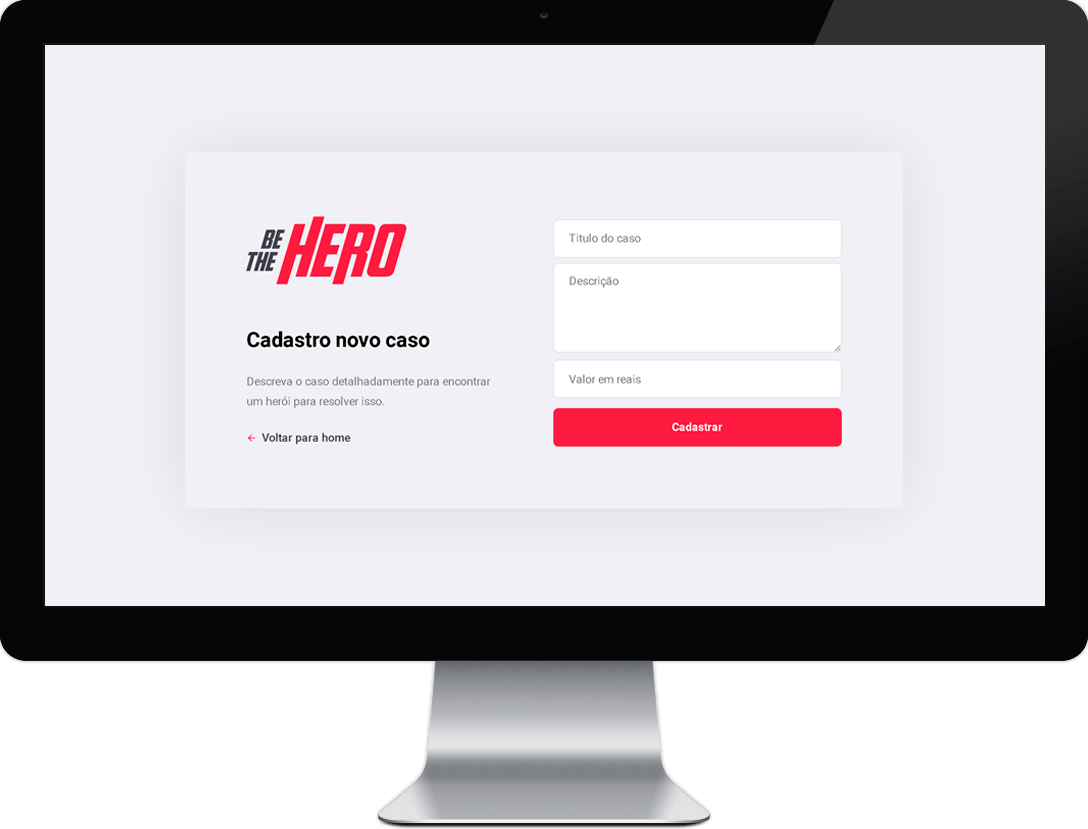 BE
THE HERO
Cadastro novo caso
Descreva o caso detalhadamente para encontrar
um herói para resolver isso.
Voltar para home
Titulo do caso
Descrição
Valor em reais
Cadastrar